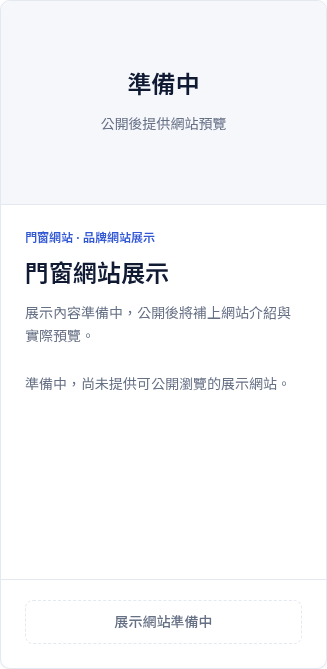 準備中
公開後提供網站預覽
門窗網站 · 品牌網站展示
門窗網站展示
展示內容準備中，公開後將補上網站介紹與
實際預覽。
準備中，尚未提供可公開瀏覽的展示網站。
展示網站準備中